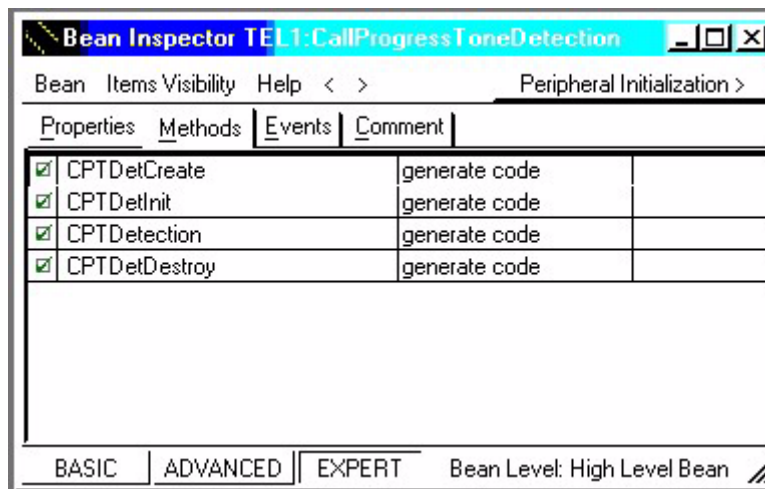 Bean Inspector TEL1:CallProgressToneDetection
Bean Items Visibility Help < > Peripheral Initialization >
Properties Methods Events Comment
CPTDetCreate generate code
CPTDetInit generate code
CPTDetection generate code
CPTDetDestroy generate code
BASIC ADVANCED EXPERT Bean Level: High Level Bean